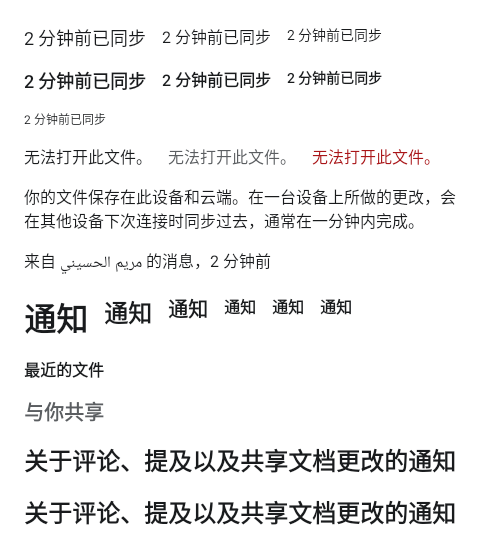 2 分钟前已同步 2 分钟前已同步 2 分钟前已同步
2 分钟前已同步 2 分钟前已同步 2 分钟前已同步
2 分钟前已同步
无法打开此文件。 无法打开此文件。 无法打开此文件。
你的文件保存在此设备和云端。在一台设备上所做的更改，会
在其他设备下次连接时同步过去，通常在一分钟内完成。
来自 مريم الحسيني 的消息，2 分钟前
通知 通知 通知 通知 通知 通知
最近的文件
与你共享
关于评论、提及以及共享文档更改的通知
关于评论、提及以及共享文档更改的通知